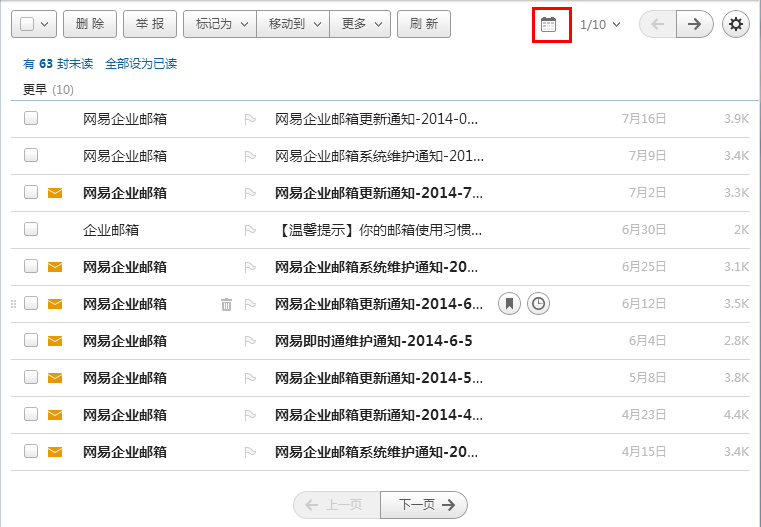 删 除 举 报 标记为 移动到 更多 刷 新 1/10
有 63 封未读 全部设为已读
更早 (10)
网易企业邮箱 网易企业邮箱更新通知-2014-0... 7月16日 3.9K
网易企业邮箱 网易企业邮箱系统维护通知-201... 7月9日 3.4K
网易企业邮箱 网易企业邮箱更新通知-2014-7... 7月2日 3.3K
企业邮箱 【温馨提示】你的邮箱使用习惯... 6月30日 2K
网易企业邮箱 网易企业邮箱系统维护通知-20... 6月25日 3.1K
网易企业邮箱 网易企业邮箱更新通知-2014-6... 6月12日 3.5K
网易企业邮箱 网易即时通维护通知-2014-6-5 6月4日 2.8K
网易企业邮箱 网易企业邮箱更新通知-2014-5... 5月8日 3.8K
网易企业邮箱 网易企业邮箱更新通知-2014-4... 4月23日 4.4K
网易企业邮箱 网易企业邮箱系统维护通知-20... 4月15日 3.4K
上一页 下一页